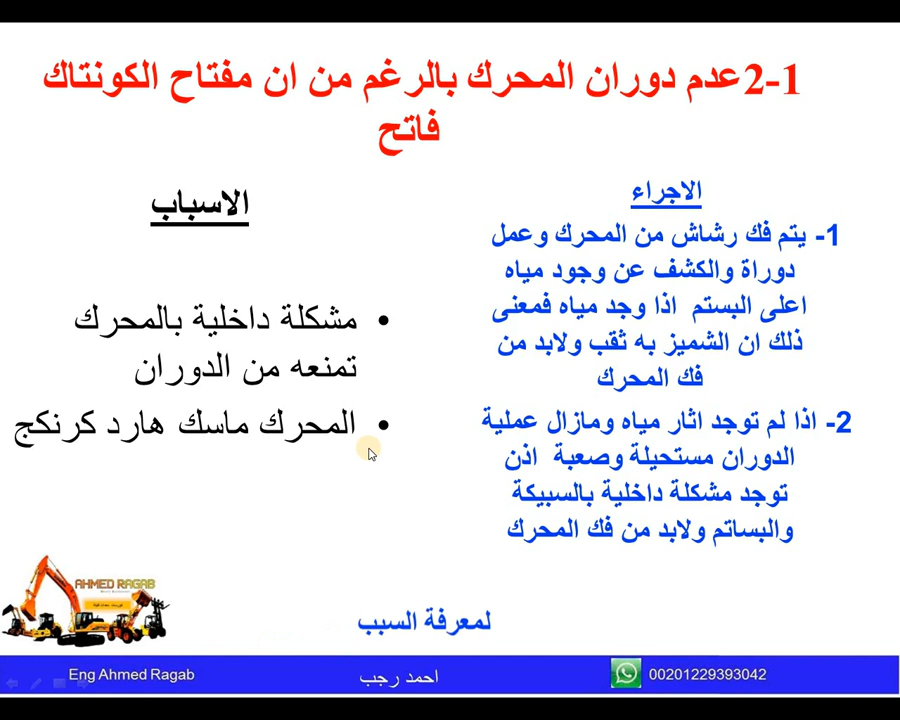 2-1عدم دوران المحرك بالرغم من ان مفتاح الكونتاك
فاتح
الاجراء
1- يتم فك رشاش من المحرك وعمل
دوراة والكشف عن وجود مياه
اعلى البستم اذا وجد مياه فمعنى
ذلك ان الشميز به ثقب ولابد من
فك المحرك
2- اذا لم توجد اثار مياه ومازال عملية
الدوران مستحيلة وصعبة اذن
توجد مشكلة داخلية بالسبيكة
والبساتم ولابد من فك المحرك
الاسباب
• مشكلة داخلية بالمحرك
تمنعه من الدوران
• المحرك ماسك هارد كرنكج
لمعرفة السبب
AHMED RAGAB
Eng Ahmed Ragab
احمد رجب
00201229393042